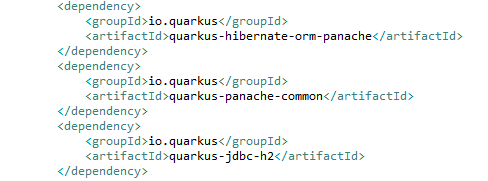 <dependency>
<groupId>io.quarkus</groupId>
<artifactId>quarkus-hibernate-orm-panache</artifactId>
</dependency>
<dependency>
<groupId>io.quarkus</groupId>
<artifactId>quarkus-panache-common</artifactId>
</dependency>
<dependency>
<groupId>io.quarkus</groupId>
<artifactId>quarkus-jdbc-h2</artifactId>
</dependency>